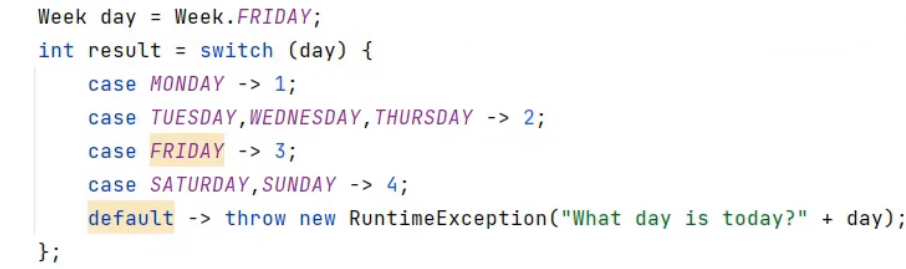 Week day = Week.FRIDAY;
int result = switch (day) {
    case MONDAY -> 1;
    case TUESDAY,WEDNESDAY,THURSDAY -> 2;
    case FRIDAY -> 3;
    case SATURDAY,SUNDAY -> 4;
    default -> throw new RuntimeException("What day is today?" + day);
};